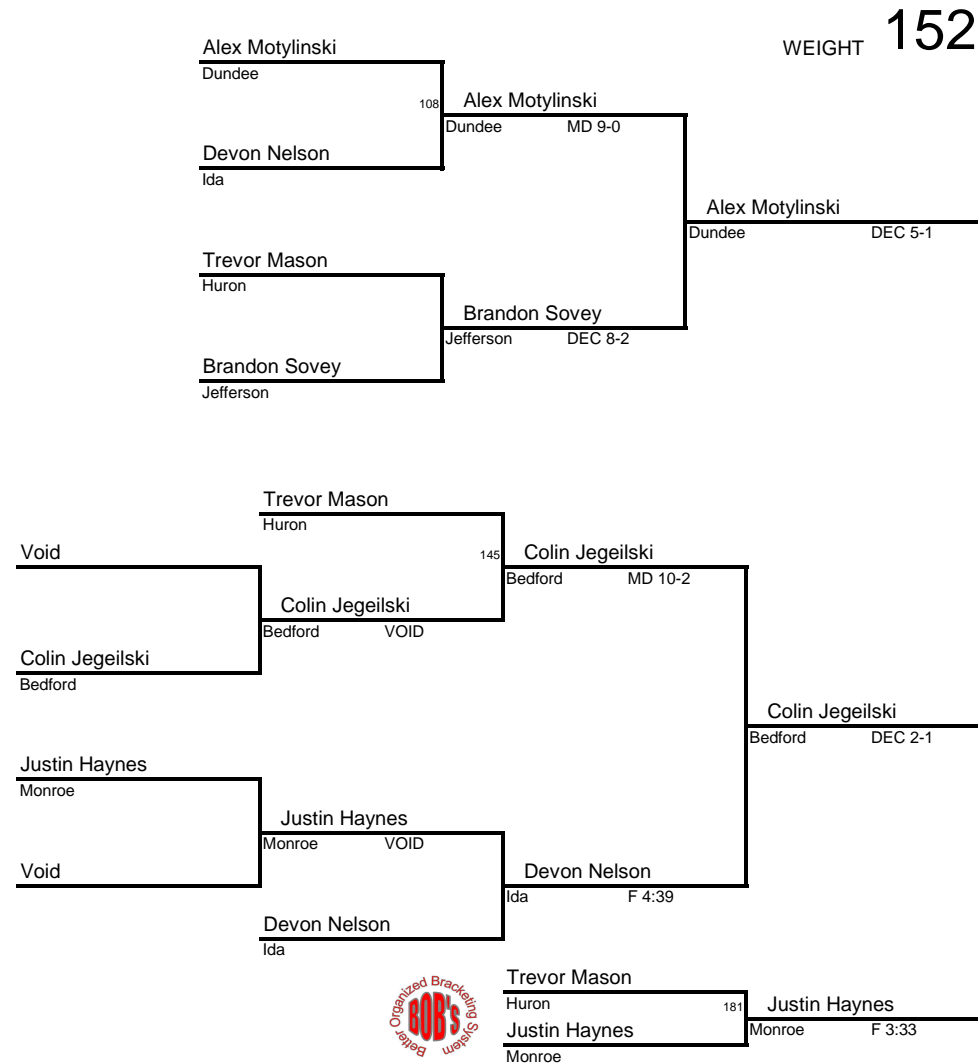 WEIGHT 152
Alex Motylinski
Dundee
108 Alex Motylinski
Dundee MD 9-0
Devon Nelson
Ida
Alex Motylinski
Dundee DEC 5-1
Trevor Mason
Huron
Brandon Sovey
Jefferson DEC 8-2
Brandon Sovey
Jefferson
Trevor Mason
Huron
Void
145 Colin Jegeilski
Bedford MD 10-2
Colin Jegeilski
Bedford VOID
Colin Jegeilski
Bedford
Colin Jegeilski
Bedford DEC 2-1
Justin Haynes
Monroe
Justin Haynes
Monroe VOID
Void
Devon Nelson
Ida F 4:39
Devon Nelson
Ida
Trevor Mason
Huron
181 Justin Haynes
Monroe F 3:33
Justin Haynes
Monroe
Better Organized Bracketing System
BOB's